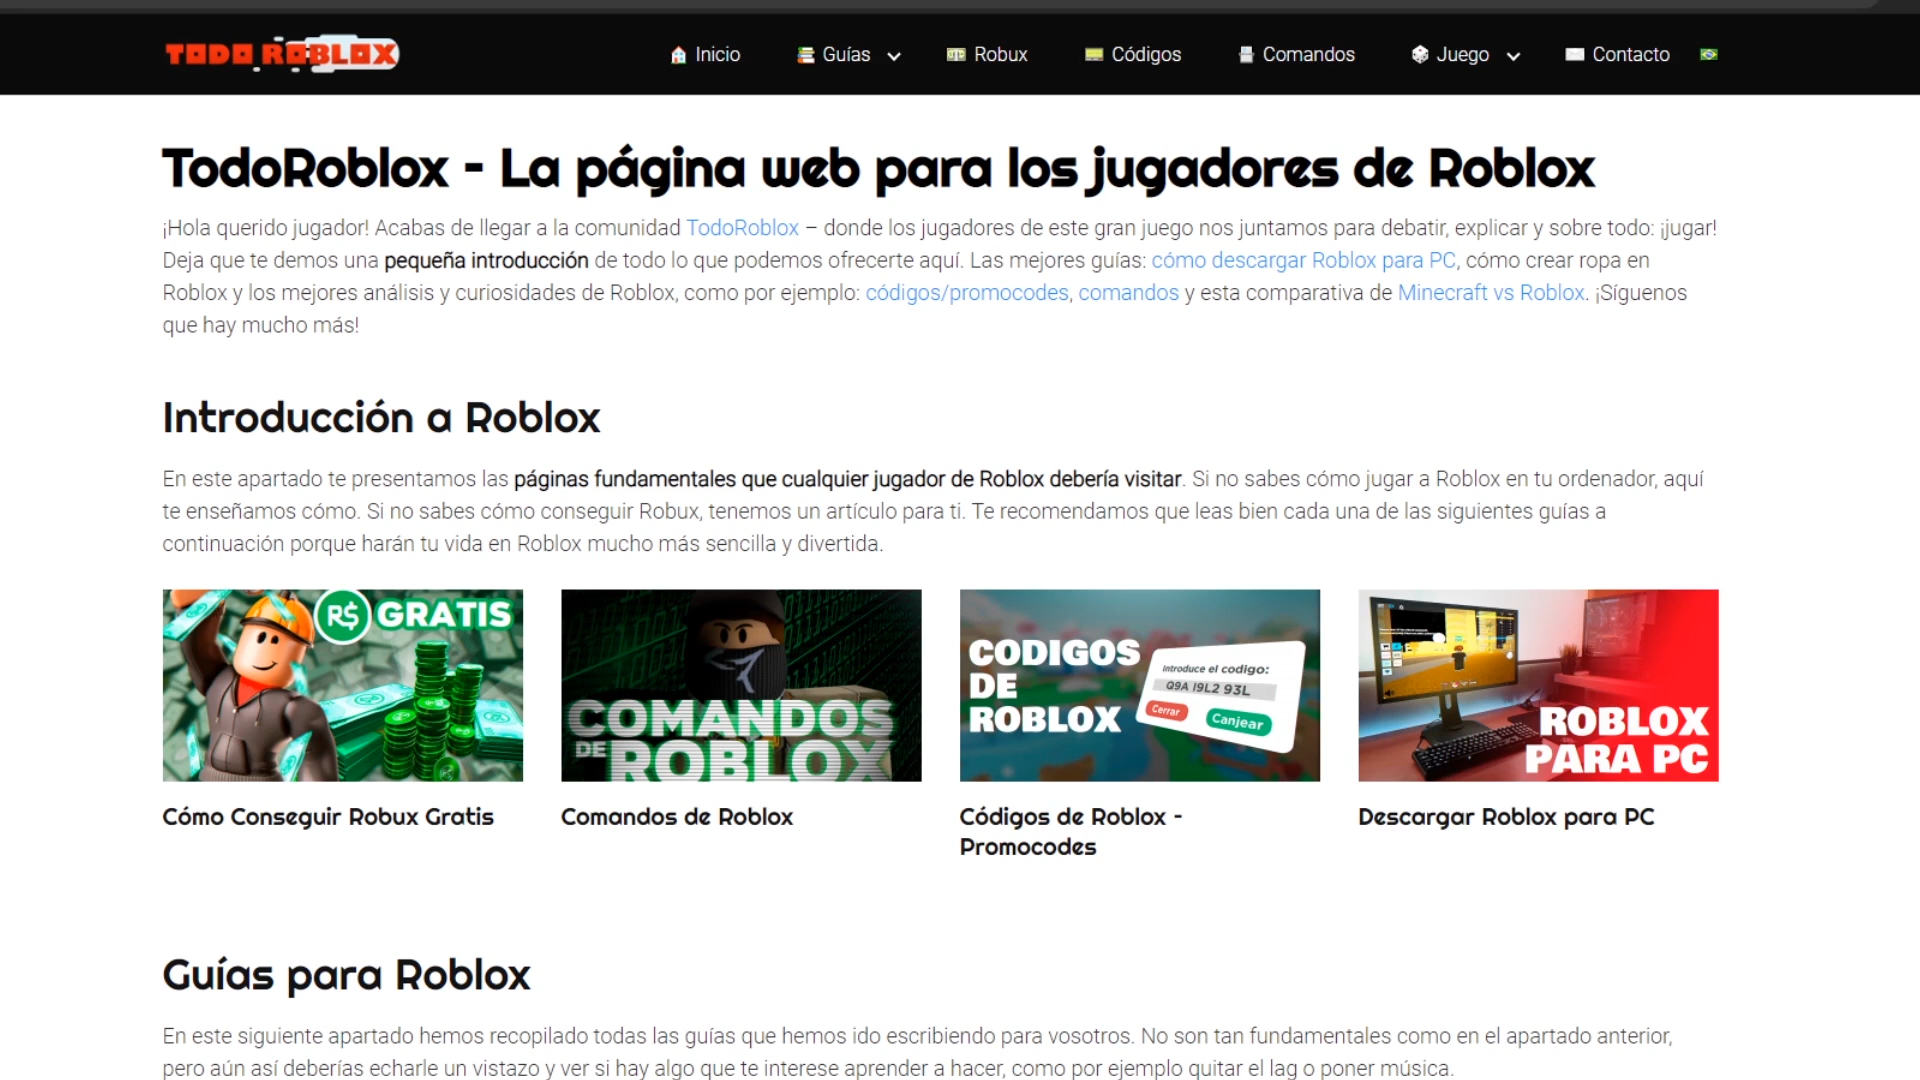 TODO ROBLOX
Inicio
Guías
Robux
Códigos
Comandos
Juego
Contacto
TodoRoblox - La página web para los jugadores de Roblox
¡Hola querido jugador! Acabas de llegar a la comunidad TodoRoblox – donde los jugadores de este gran juego nos juntamos para debatir, explicar y sobre todo: ¡jugar!
Deja que te demos una pequeña introducción de todo lo que podemos ofrecerte aquí. Las mejores guías: cómo descargar Roblox para PC, cómo crear ropa en
Roblox y los mejores análisis y curiosidades de Roblox, como por ejemplo: códigos/promocodes, comandos y esta comparativa de Minecraft vs Roblox. ¡Síguenos
que hay mucho más!
Introducción a Roblox
En este apartado te presentamos las páginas fundamentales que cualquier jugador de Roblox debería visitar. Si no sabes cómo jugar a Roblox en tu ordenador, aquí
te enseñamos cómo. Si no sabes cómo conseguir Robux, tenemos un artículo para ti. Te recomendamos que leas bien cada una de las siguientes guías a
continuación porque harán tu vida en Roblox mucho más sencilla y divertida.
R$ GRATIS
Cómo Conseguir Robux Gratis
COMANDOS
DE ROBLOX
Comandos de Roblox
CODIGOS
DE
ROBLOX
Introduce el codigo:
Q9A I9L2 93L
Cerrar
Canjear
Códigos de Roblox -
Promocodes
ROBLOX
PARA PC
Descargar Roblox para PC
Guías para Roblox
En este siguiente apartado hemos recopilado todas las guías que hemos ido escribiendo para vosotros. No son tan fundamentales como en el apartado anterior,
pero aún así deberías echarle un vistazo y ver si hay algo que te interese aprender a hacer, como por ejemplo quitar el lag o poner música.